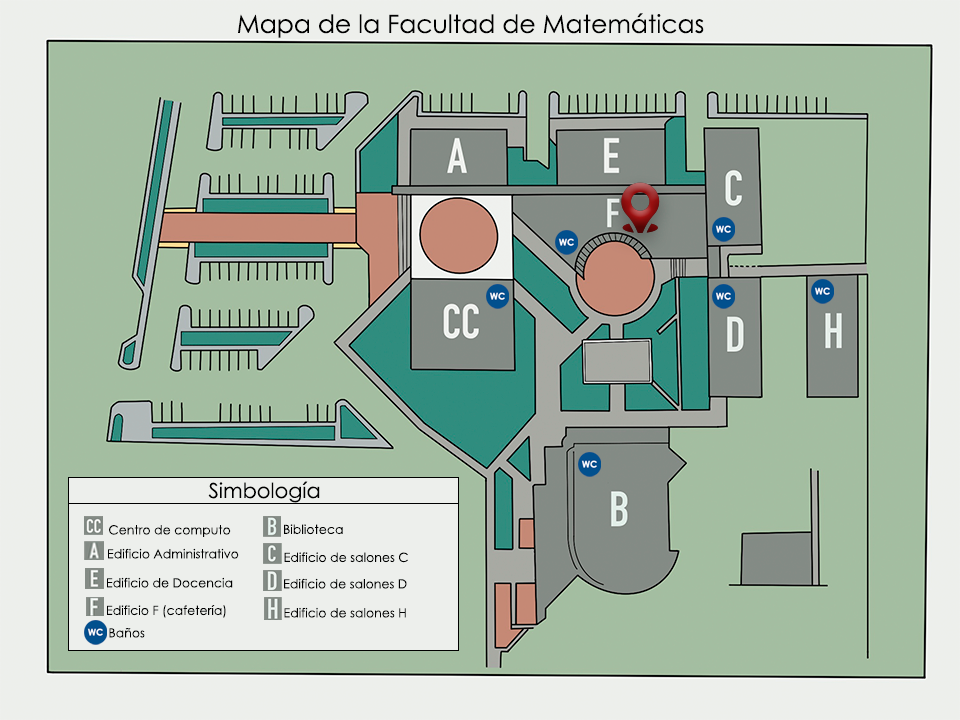 Mapa de la Facultad de Matemáticas
A
E
C
F
WC
WC
WC
WC
WC
CC
D
H
WC
B
Simbología
CC Centro de computo
A Edificio Administrativo
E Edificio de Docencia
F Edificio F (cafetería)
WC Baños
B Biblioteca
C Edificio de salones C
D Edificio de salones D
H Edificio de salones H